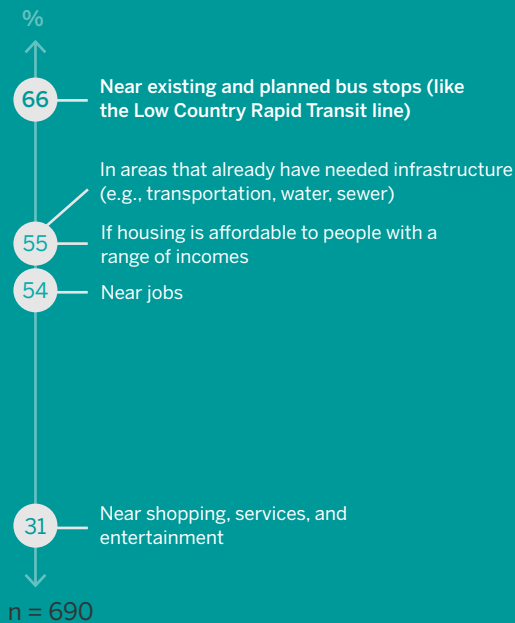 %
66
Near existing and planned bus stops (like
the Low Country Rapid Transit line)
In areas that already have needed infrastructure
(e.g., transportation, water, sewer)
55
If housing is affordable to people with a
range of incomes
54
Near jobs
31
Near shopping, services, and
entertainment
n = 690